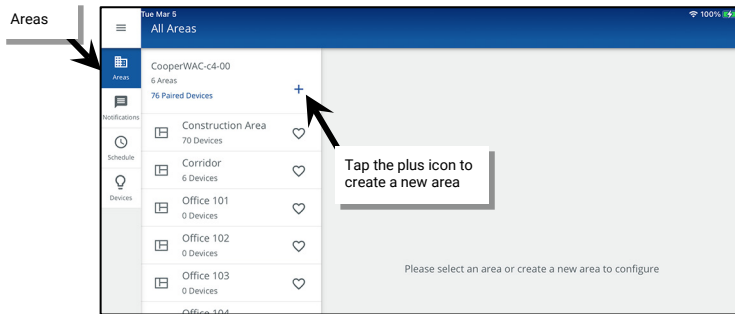 Areas
Tue Mar 5
100%
All Areas
Areas
Notifications
Schedule
Devices
CooperWAC-c4-00
6 Areas
76 Paired Devices
Construction Area
70 Devices
Corridor
6 Devices
Office 101
0 Devices
Office 102
0 Devices
Office 103
0 Devices
Office 104
Tap the plus icon to
create a new area
Please select an area or create a new area to configure